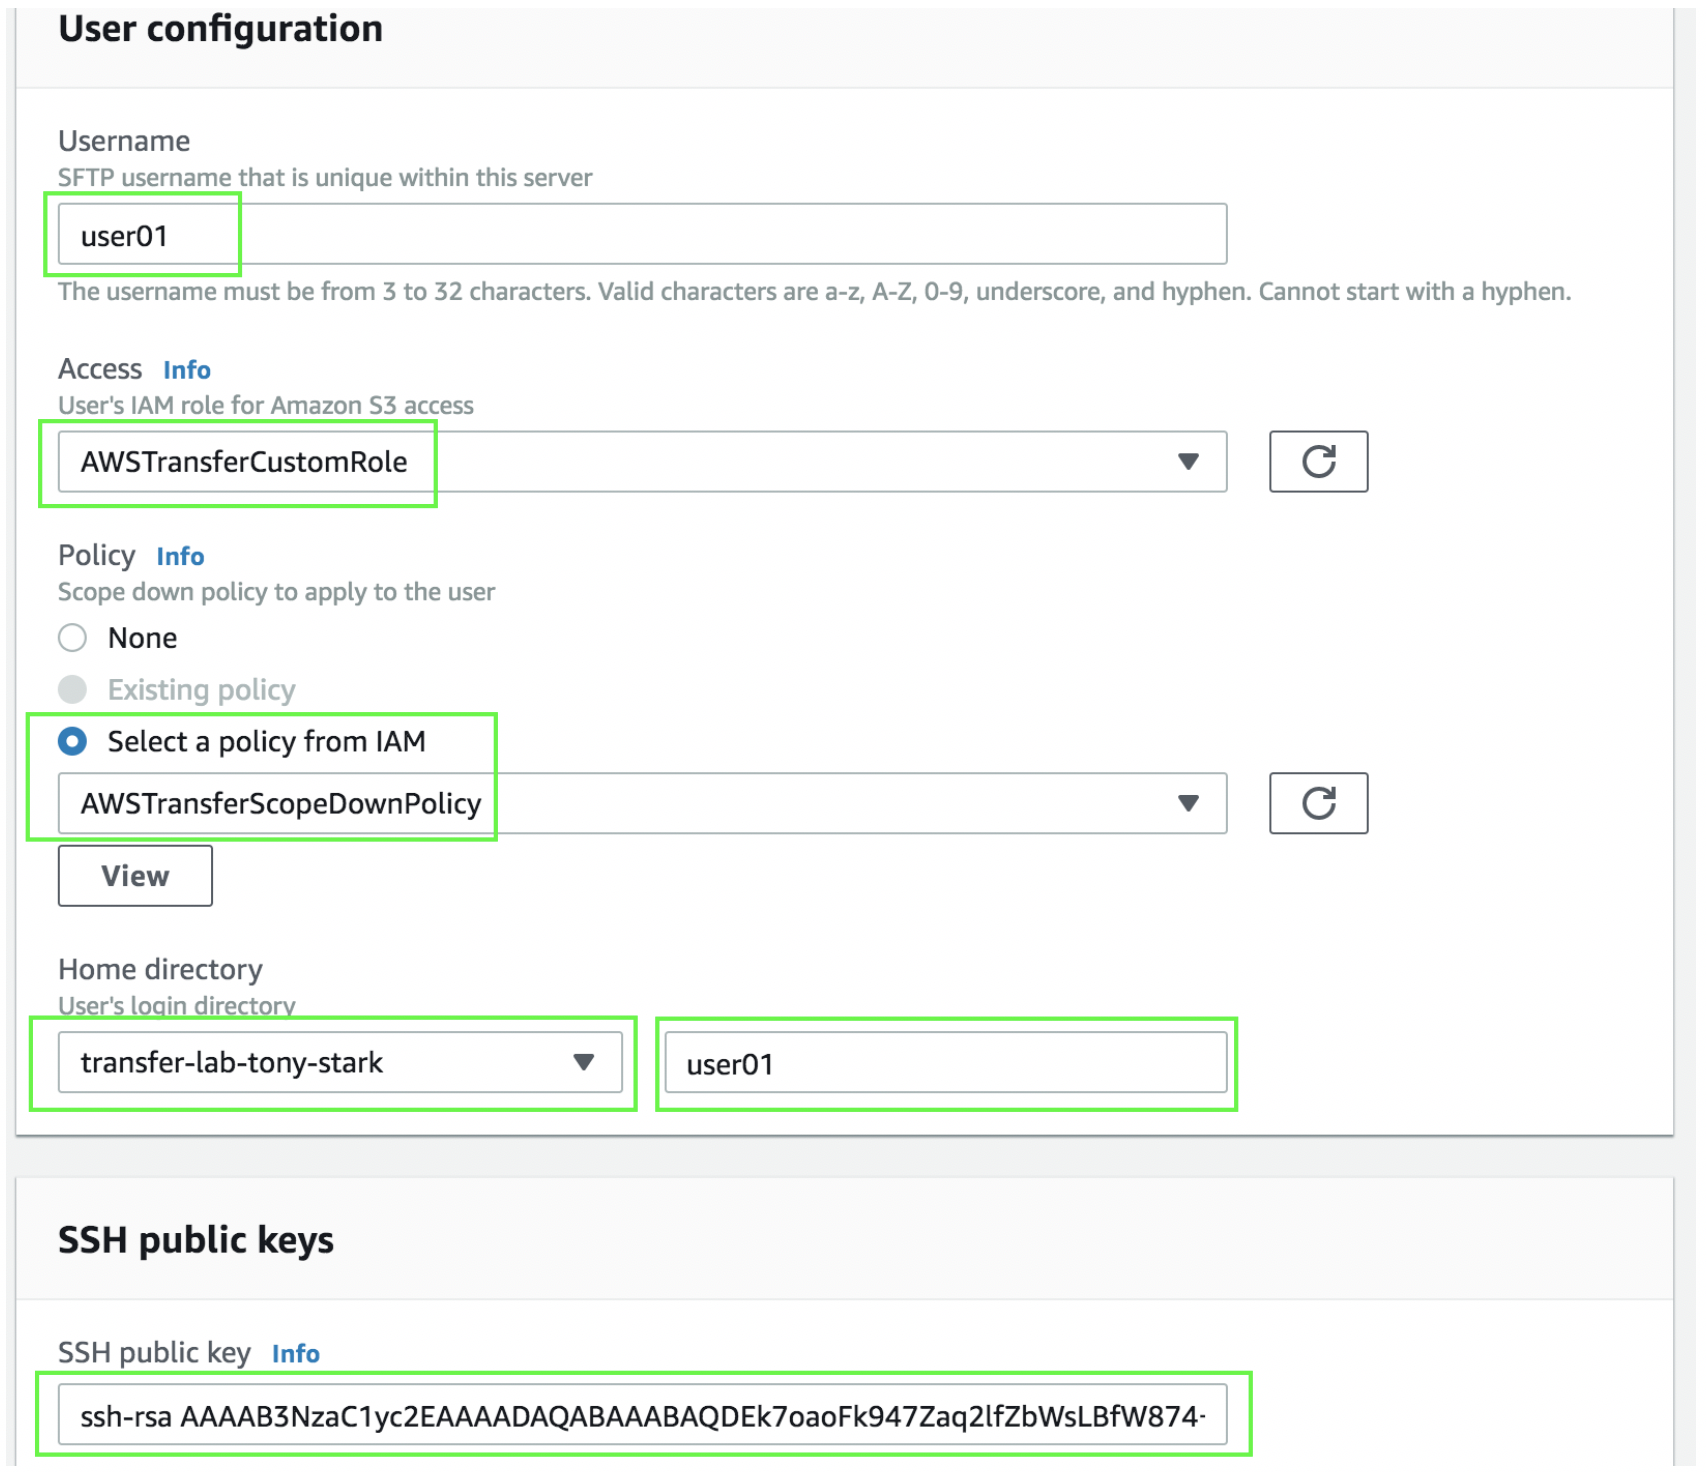 User configuration
Username
SFTP username that is unique within this server
user01
The username must be from 3 to 32 characters. Valid characters are a-z, A-Z, 0-9, underscore, and hyphen. Cannot start with a hyphen.
Access Info
User's IAM role for Amazon S3 access
AWSTransferCustomRole
Policy Info
Scope down policy to apply to the user
None
Existing policy
Select a policy from IAM
AWSTransferScopeDownPolicy
View
Home directory
User's login directory
transfer-lab-tony-stark user01
SSH public keys
SSH public key Info
ssh-rsa AAAAB3NzaC1yc2EAAAADAQABAAABAQDEk7oaoFk947Zaq2lfZbWsLBfW874+